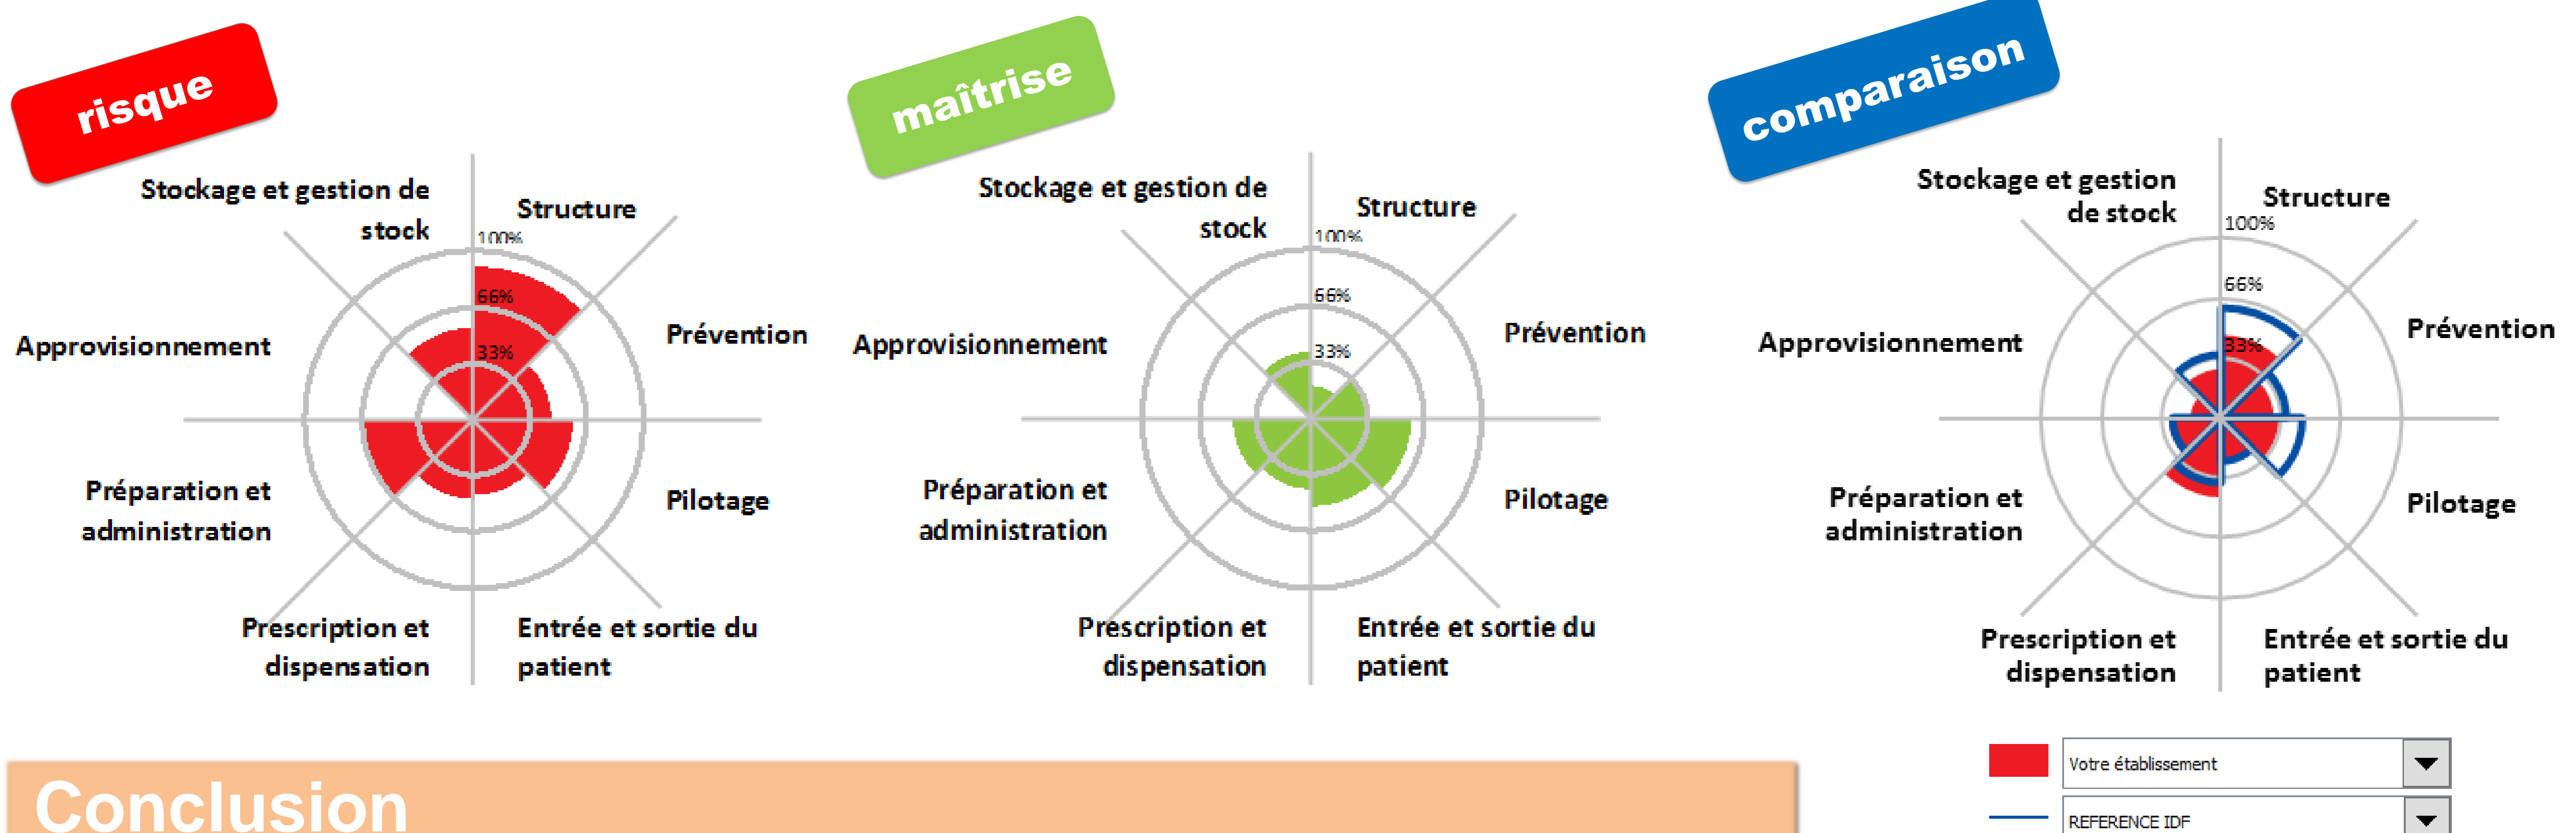 risque
Stockage et gestion de
stock
Structure
100%
66%
33%
Approvisionnement
Prévention
Préparation et
administration
Pilotage
Prescription et
dispensation
Entrée et sortie du
patient
maîtrise
Stockage et gestion de
stock
Structure
100%
66%
33%
Approvisionnement
Prévention
Préparation et
administration
Pilotage
Prescription et
dispensation
Entrée et sortie du
patient
comparaison
Stockage et gestion
de stock
Structure
100%
66%
33%
Approvisionnement
Prévention
Préparation et
administration
Pilotage
Prescription et
dispensation
Entrée et sortie du
patient
Votre établissement
REFERENCE IDF
Conclusion